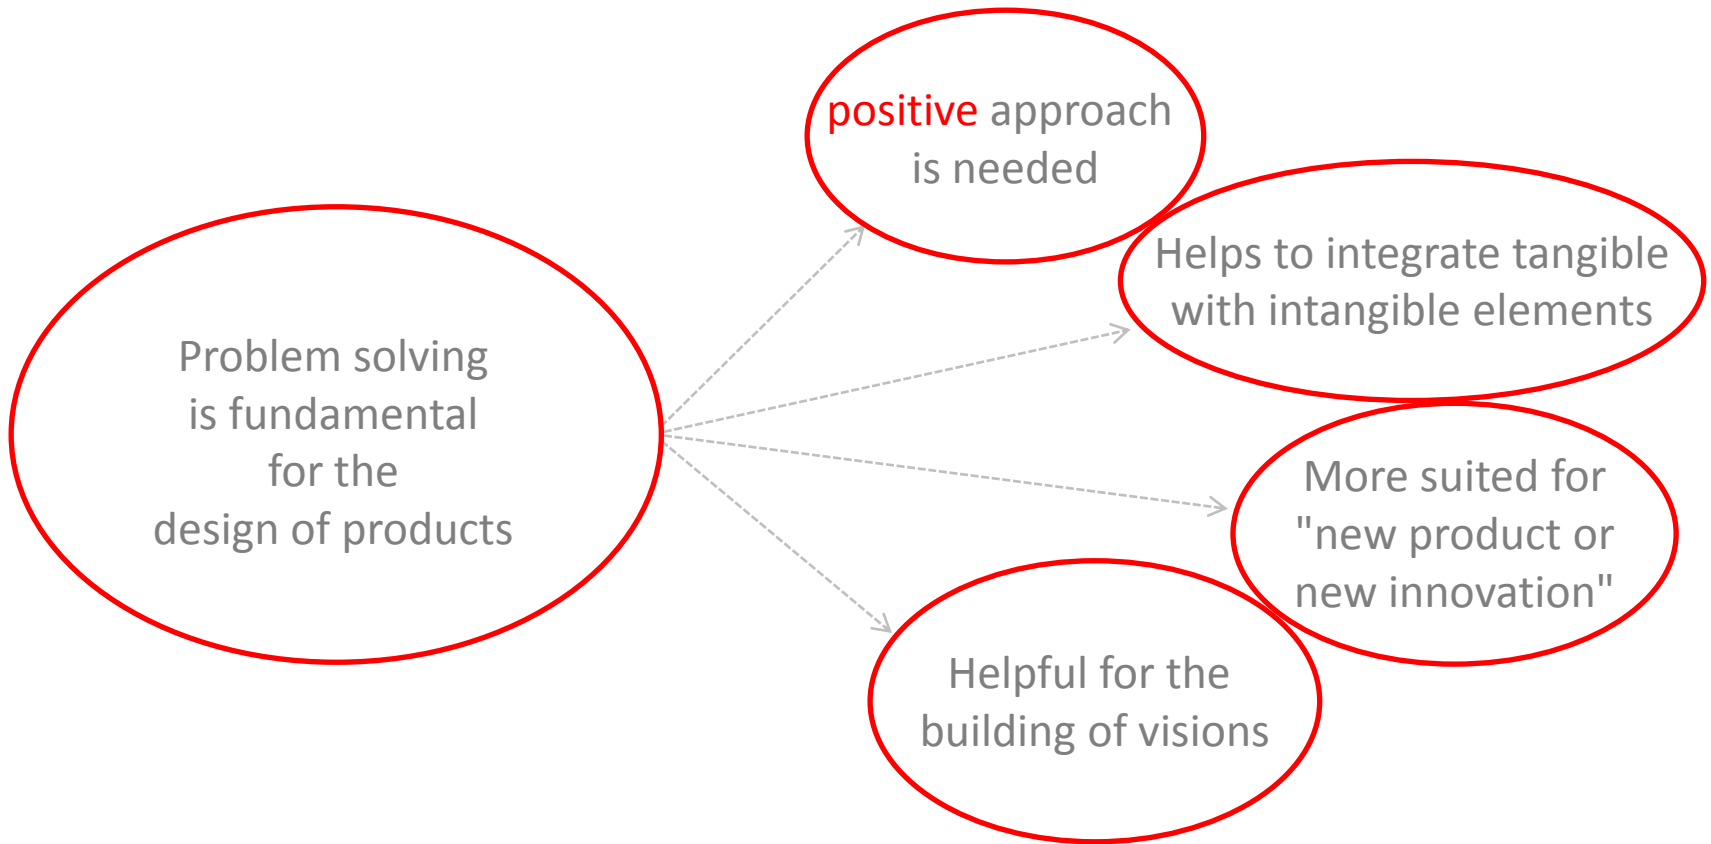 Problem solving
is fundamental
for the
design of products
positive approach
is needed
Helps to integrate tangible
with intangible elements
More suited for
"new product or
new innovation"
Helpful for the
building of visions